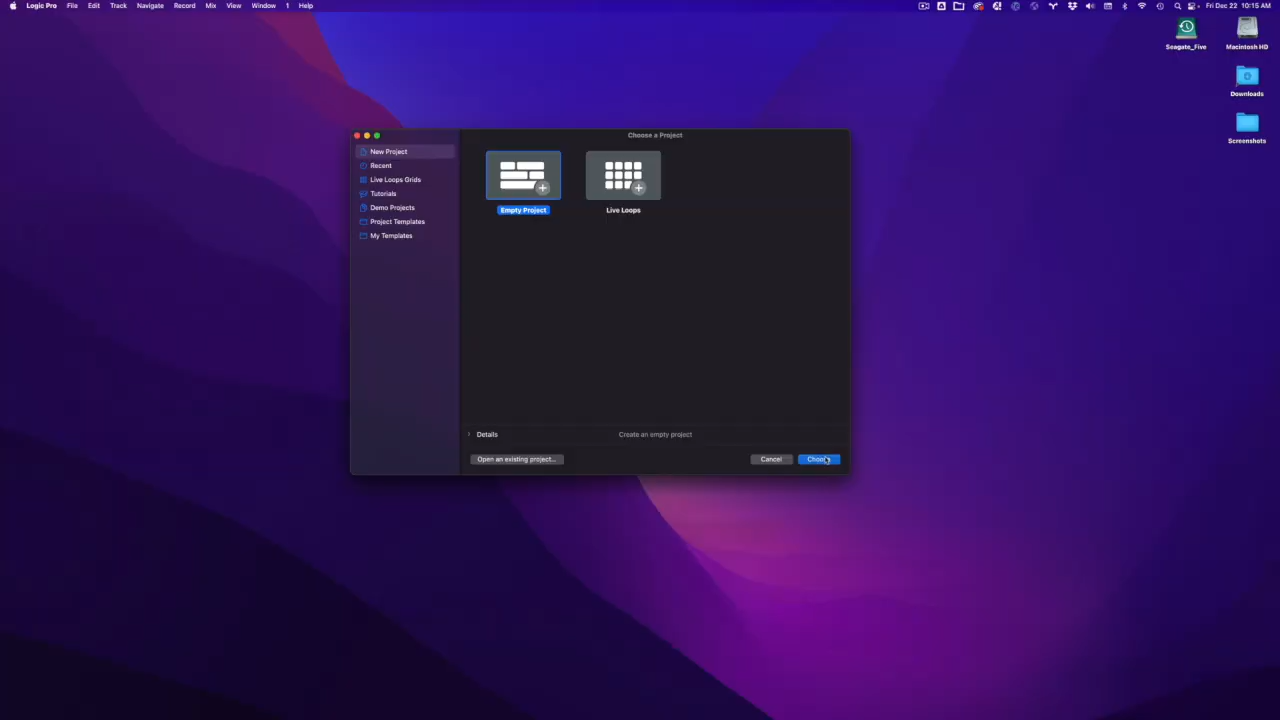 Logic Pro File Edit Track Navigate Record Mix View Window 1 Help Fri Dec 22 10:15 AM
Seagate_Five
Macintosh HD
Downloads
Screenshots
Choose a Project
New Project
Recent
Live Loops Grids
Tutorials
Demo Projects
Project Templates
My Templates
Empty Project
Live Loops
Details
Create an empty project
Open an existing project...
Cancel
Choose